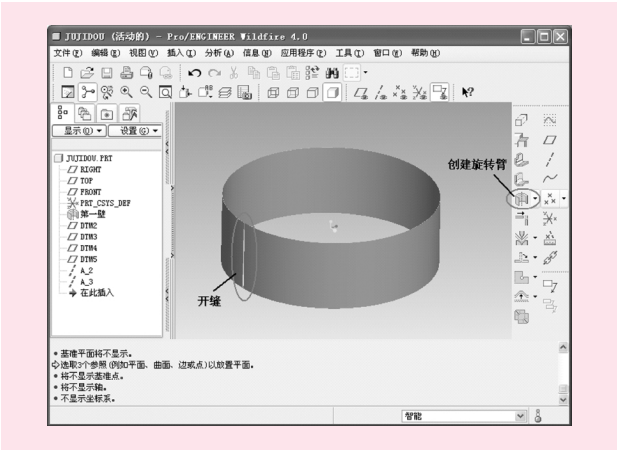 JUJIDOU (活动的) - Pro/ENGINEER Wildfire 4.0
文件(F) 编辑(E) 视图(V) 插入(I) 分析(A) 信息(N) 应用程序(P) 工具(T) 窗口(W) 帮助(H)
显示(O) 设置(G)
JUJIDOU.PRT
RIGHT
TOP
FRONT
PRT_CSYS_DEF
第一壁
DTM2
DTM3
DTM4
DTM5
A_2
A_3
在此插入
创建旋转臂
开缝
基准平面将不显示。
选取3个参照(例如平面、曲面、边或点)以放置平面。
将不显示基准点。
将不显示轴。
不显示坐标系。
智能